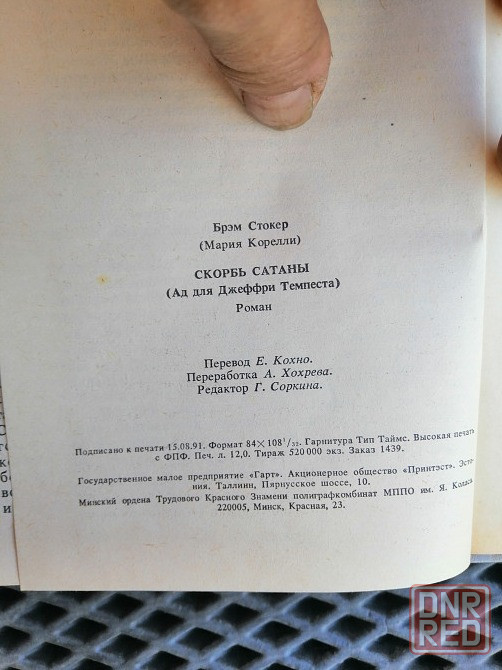 Брэм Стокер
(Мария Корелли)
СКОРБЬ САТАНЫ
(Ад для Джеффри Темпеста)
Роман
Перевод Е. Кохно.
Переработка А. Хохрева.
Редактор Г. Соркина.
Подписано к печати 15.08.91. Формат 84×108¹/₃₂. Гарнитура Тип Таймс. Высокая печать
с ФПФ. Печ. л. 12,0. Тираж 520 000 экз. Заказ 1439.
Государственное малое предприятие «Гарт». Акционерное общество «Принтэст». Эсто-
ния. Таллинн, Пярнусское шоссе, 10.
Минский ордена Трудового Красного Знамени полиграфкомбинат МППО им. Я. Коласа
220005, Минск, Красная, 23.
DNR
RED